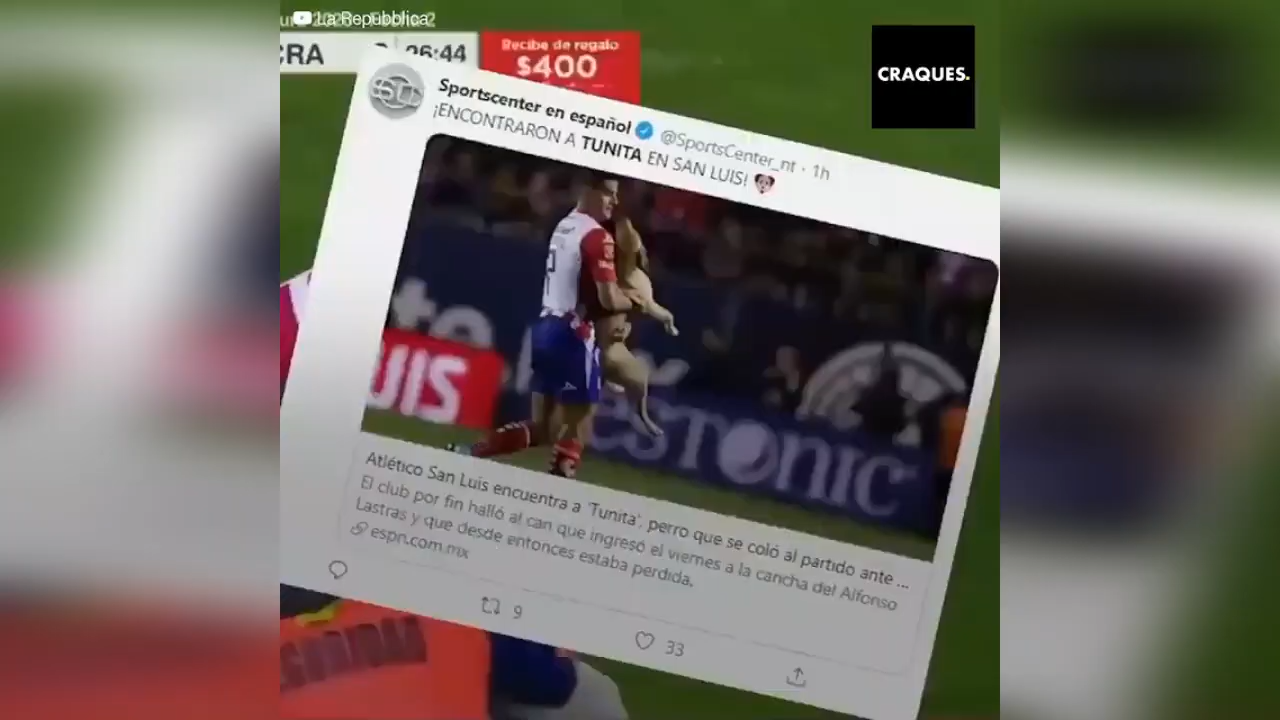 La Repubblica
CRA
26:44
Recibe de regalo
$400
CRAQUES.
Sportscenter en español @SportsCenter_nt · 1h
¡ENCONTRARON A TUNITA EN SAN LUIS!
UIS
esTonic
Atlético San Luis encuentra a 'Tunita', perro que se coló al partido ante ...
El club por fin halló al can que ingresó el viernes a la cancha del Alfonso
Lastras y que desde entonces estaba perdida.
espn.com.mx
9
33